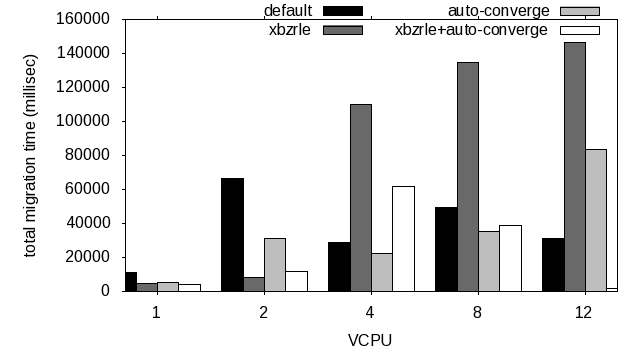 default
auto-converge
xbzrle
xbzrle+auto-converge
160000
140000
120000
100000
80000
60000
40000
20000
0
total migration time (millisec)
1 2 4 8 12
VCPU